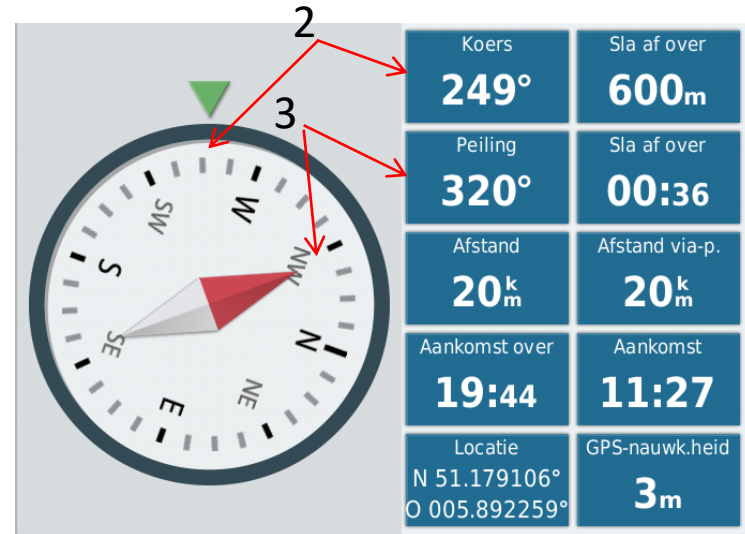 2
3
SW
W
NW
S
N
SE
NE
E
Koers
249°
Sla af over
600m
Peiling
320°
Sla af over
00:36
Afstand
20km
Afstand via-p.
20km
Aankomst over
19:44
Aankomst
11:27
Locatie
N 51.179106°
O 005.892259°
GPS-nauwk.heid
3m